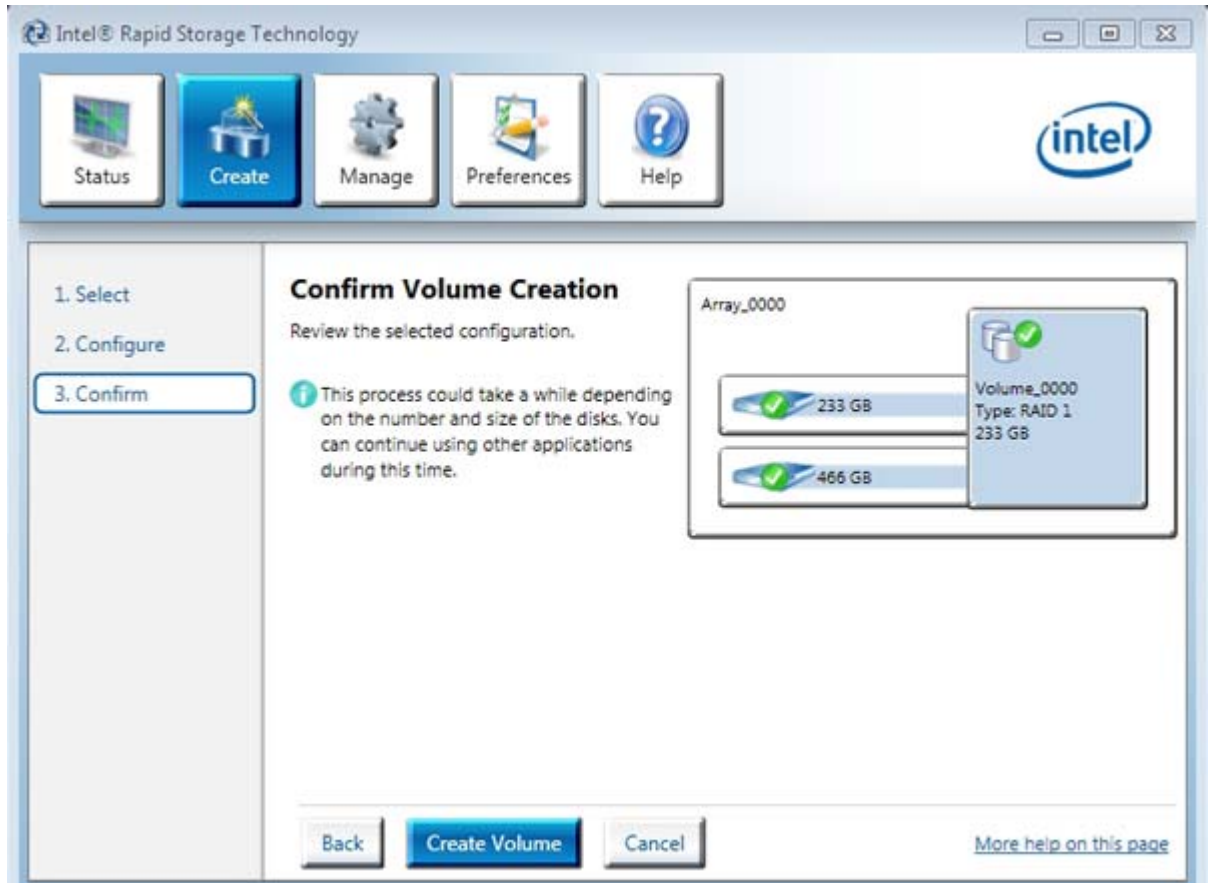 Intel® Rapid Storage Technology
Status
Create
Manage
Preferences
Help
intel
1. Select
2. Configure
3. Confirm
Confirm Volume Creation
Review the selected configuration.
This process could take a while depending
on the number and size of the disks. You
can continue using other applications
during this time.
Array_0000
233 GB
466 GB
Volume_0000
Type: RAID 1
233 GB
Back
Create Volume
Cancel
More help on this page